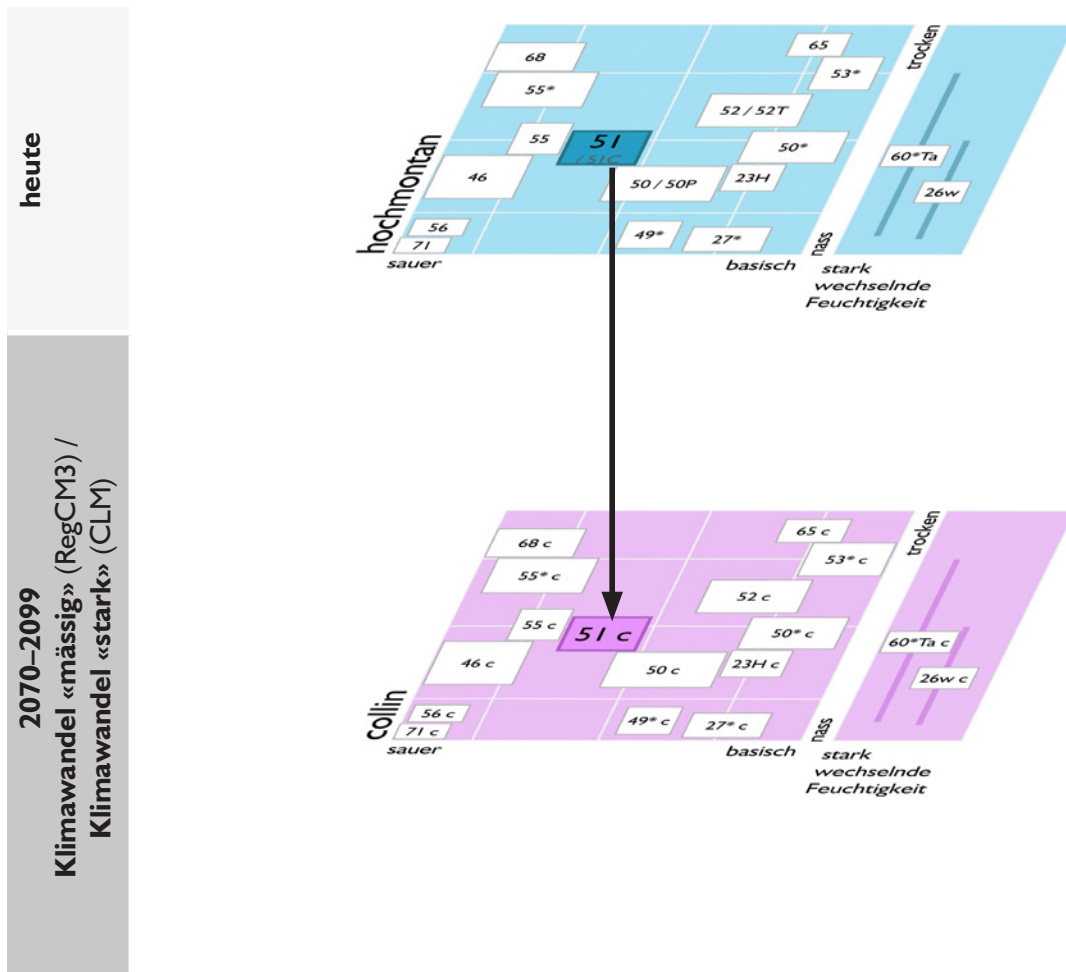 heute
hochmontan
68
65
trocken
55*
53*
52 / 52T
55
51
/ 51C
50*
60*Ta
46
50 / 50P
23H
26w
56
49*
27*
nass
71
sauer
basisch
stark
wechselnde
Feuchtigkeit
2070–2099
Klimawandel «mässig» (RegCM3) /
Klimawandel «stark» (CLM)
collin
65 c
trocken
68 c
53* c
55* c
52 c
55 c
51 c
50* c
60*Ta c
46 c
50 c
23H c
26w c
56 c
49* c
27* c
nass
71 c
sauer
basisch
stark
wechselnde
Feuchtigkeit